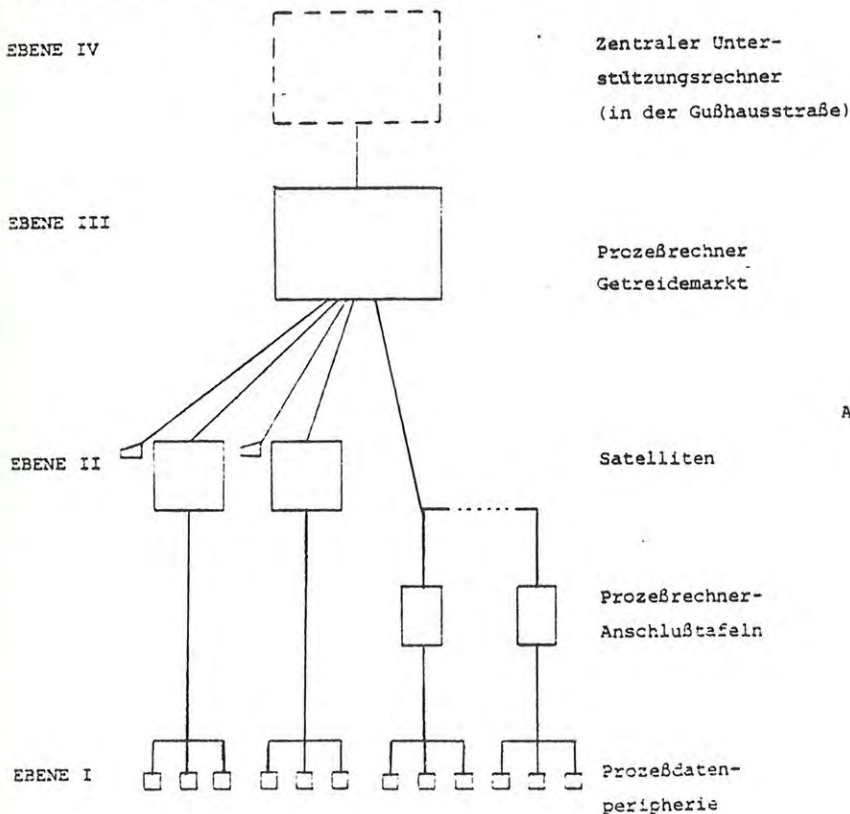 EBENE IV
Zentraler Unter-
stützungsrechner
(in der Gußhausstraße)
EBENE III
Prozeßrechner
Getreidemarkt
A
EBENE II
Satelliten
Prozeßrechner-
Anschlußtafeln
EBENE I
Prozeßdaten-
peripherie